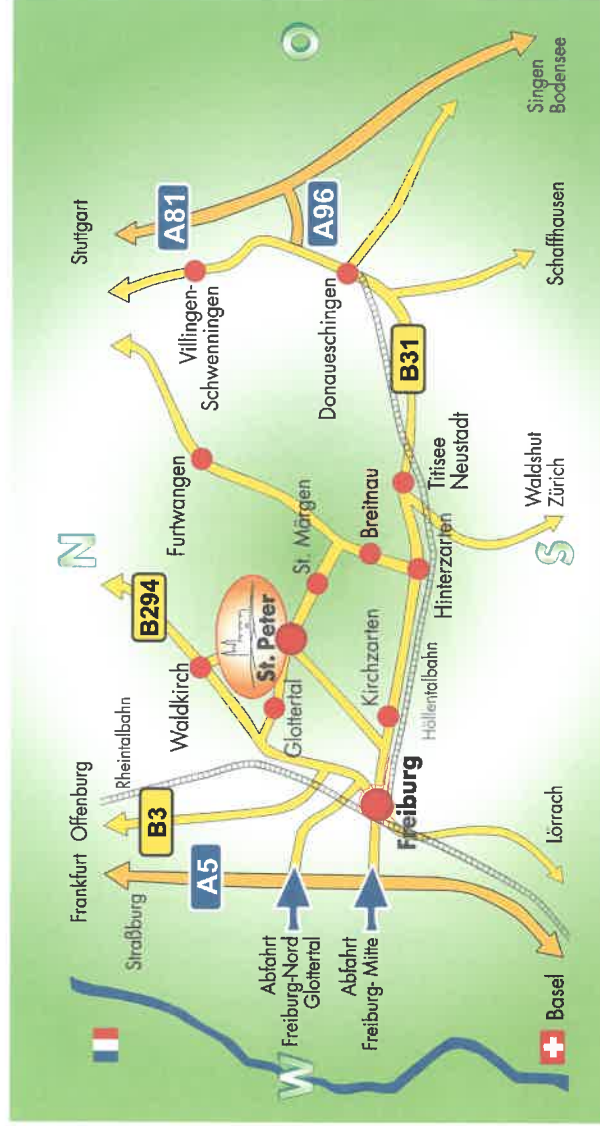 N
O
S
W
Frankfurt
Offenburg
Straßburg
Rheintalbahn
A5
B3
B294
Waldkirch
Furtwangen
Villingen-
Schwenningen
Stuttgart
A81
A96
Donaueschingen
B31
St. Peter
St. Märgen
Glottertal
Breitnau
Kirchzarten
Hinterzarten
Titisee
Neustadt
Höllentalbahn
Freiburg
Abfahrt
Freiburg-Nord
Glottertal
Abfahrt
Freiburg-Mitte
Basel
Lörrach
Waldshut
Zürich
Schaffhausen
Singen
Bodensee